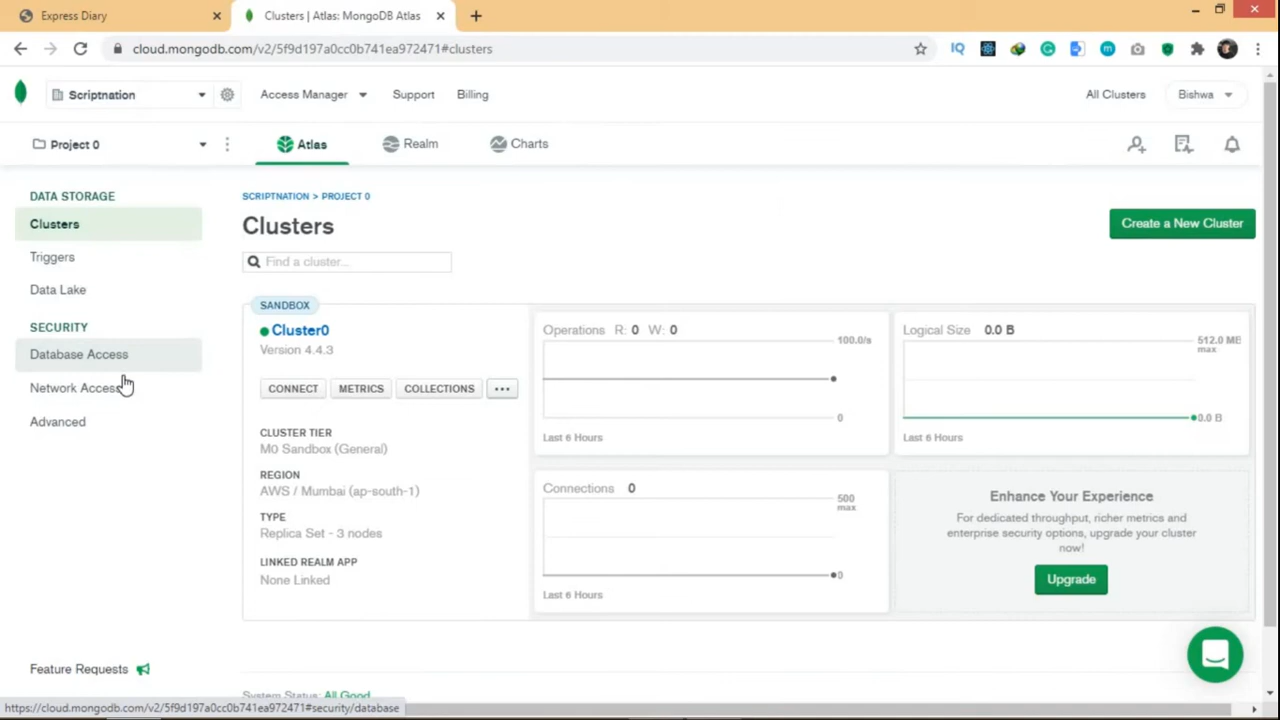 Express Diary
Clusters | Atlas: MongoDB Atlas
cloud.mongodb.com/v2/5f9d197a0cc0b741ea972471#clusters
IQ
Scriptnation
Access Manager
Support
Billing
All Clusters
Bishwa
Project 0
Atlas
Realm
Charts
DATA STORAGE
Clusters
Triggers
Data Lake
SECURITY
Database Access
Network Access
Advanced
SCRIPTNATION > PROJECT 0
Clusters
Create a New Cluster
Find a cluster...
SANDBOX
Cluster0
Version 4.4.3
CONNECT
METRICS
COLLECTIONS
CLUSTER TIER
M0 Sandbox (General)
REGION
AWS / Mumbai (ap-south-1)
TYPE
Replica Set - 3 nodes
LINKED REALM APP
None Linked
Operations R: 0 W: 0
100.0/s
0
Last 6 Hours
Logical Size 0.0 B
512.0 MB
max
0.0 B
Last 6 Hours
Connections 0
500
max
0
Last 6 Hours
Enhance Your Experience
For dedicated throughput, richer metrics and
enterprise security options, upgrade your cluster
now!
Upgrade
Feature Requests
System Status: All Good
https://cloud.mongodb.com/v2/5f9d197a0cc0b741ea972471#security/database